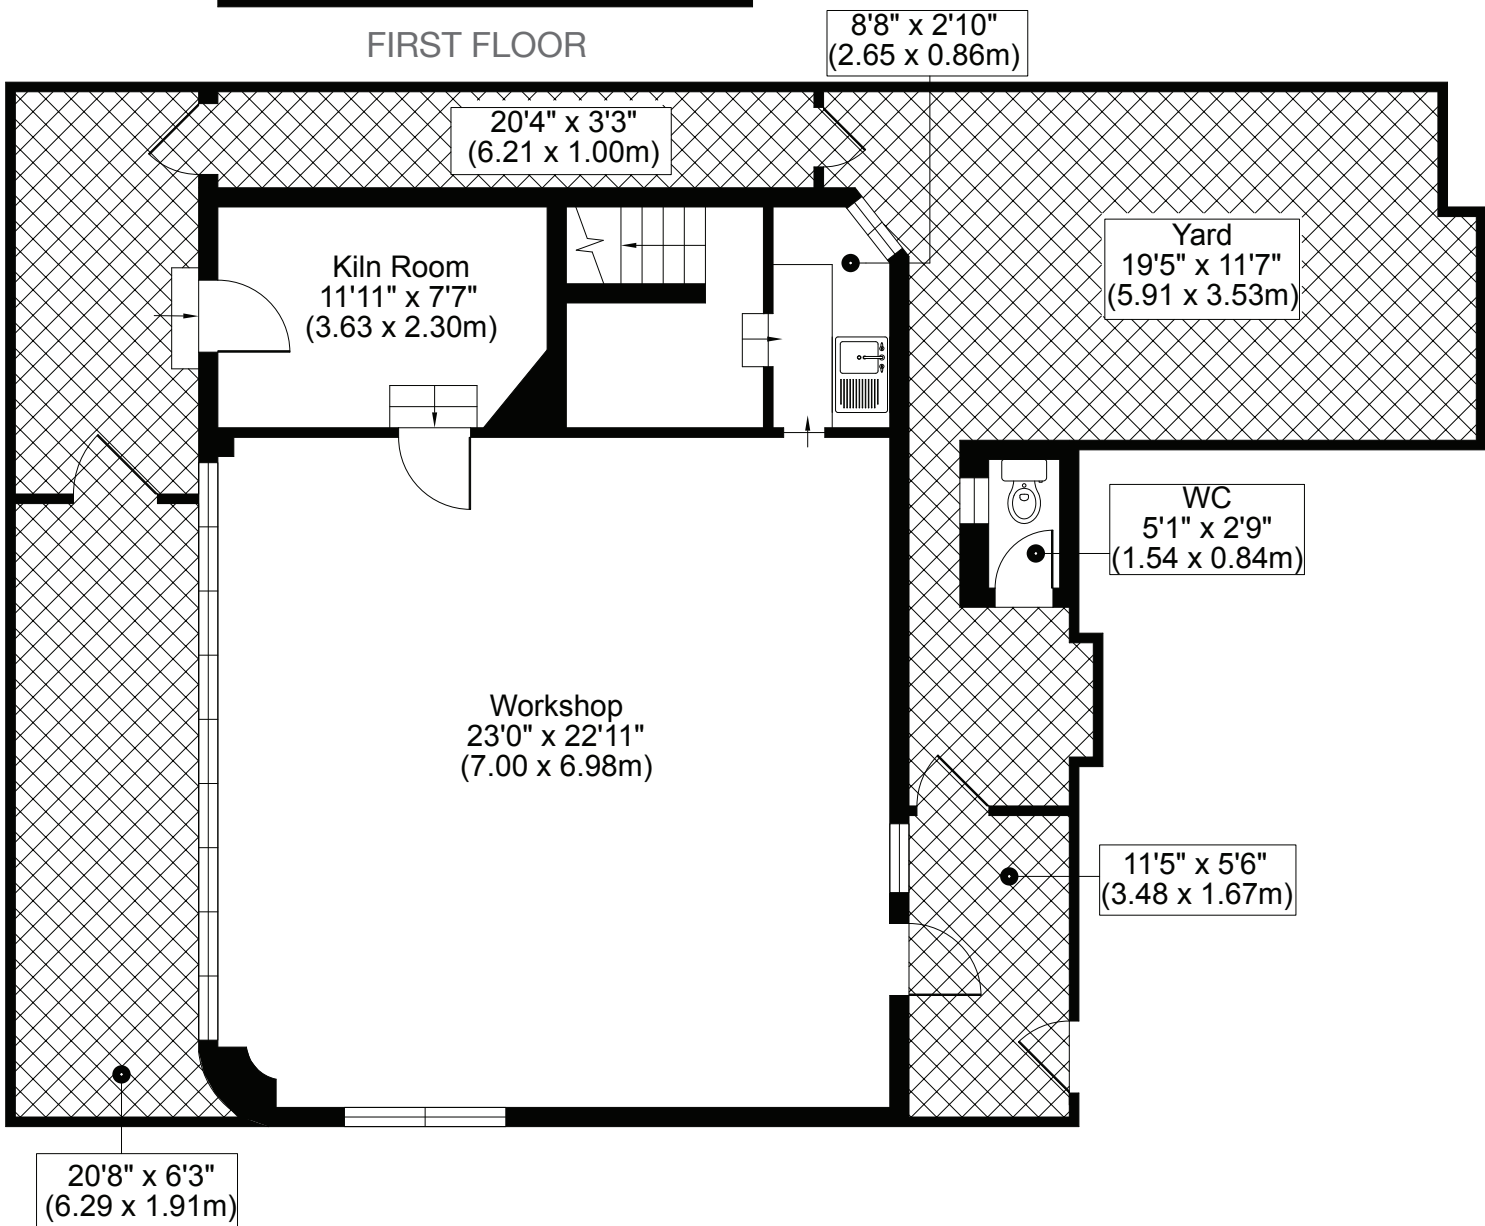 FIRST FLOOR
8'8" x 2'10"
(2.65 x 0.86m)
20'4" x 3'3"
(6.21 x 1.00m)
Yard
19'5" x 11'7"
(5.91 x 3.53m)
Kiln Room
11'11" x 7'7"
(3.63 x 2.30m)
WC
5'1" x 2'9"
(1.54 x 0.84m)
Workshop
23'0" x 22'11"
(7.00 x 6.98m)
11'5" x 5'6"
(3.48 x 1.67m)
20'8" x 6'3"
(6.29 x 1.91m)